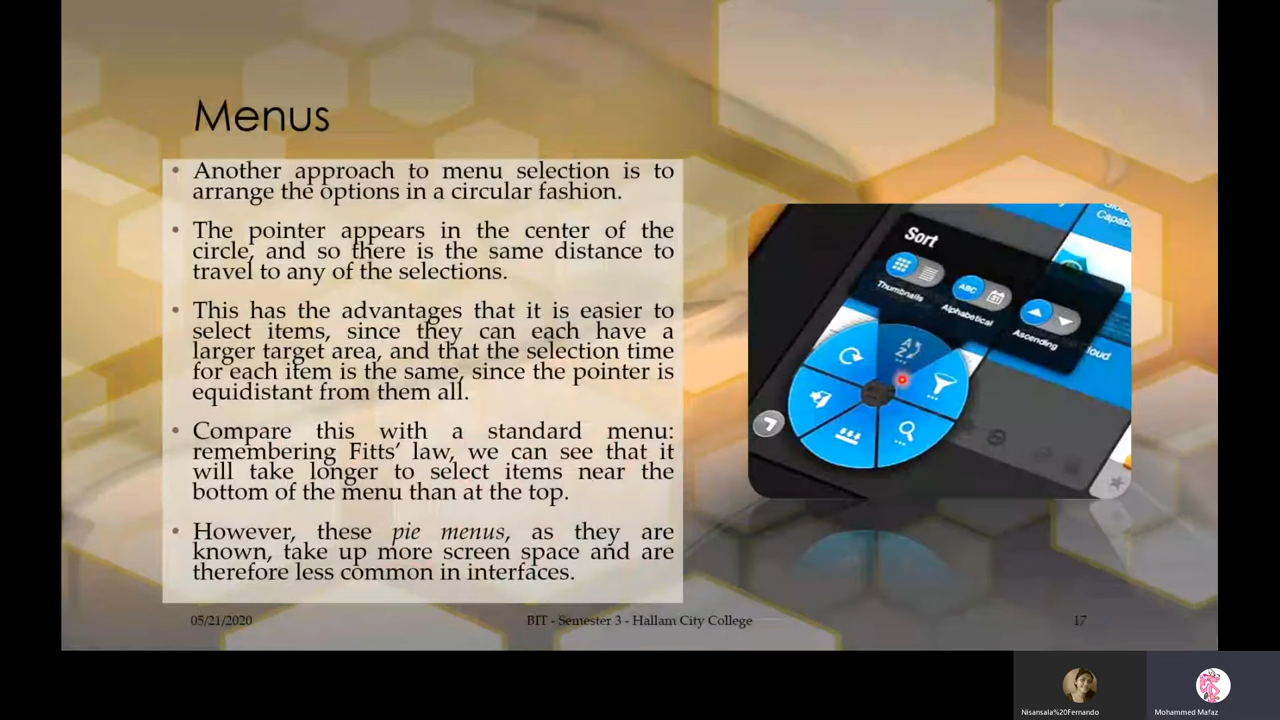 Menus
• Another approach to menu selection is to
arrange the options in a circular fashion.
• The pointer appears in the center of the
circle, and so there is the same distance to
travel to any of the selections.
• This has the advantages that it is easier to
select items, since they can each have a
larger target area, and that the selection time
for each item is the same, since the pointer is
equidistant from them all.
• Compare this with a standard menu:
remembering Fitts’ law, we can see that it
will take longer to select items near the
bottom of the menu than at the top.
• However, these pie menus, as they are
known, take up more screen space and are
therefore less common in interfaces.
Sort
Thumbnails
ABC
31
Alphabetical
Ascending
A
Z
05/21/2020
BIT - Semester 3 - Hallam City College
17
Nisansala%20Fernando
Mohammed Mafaz